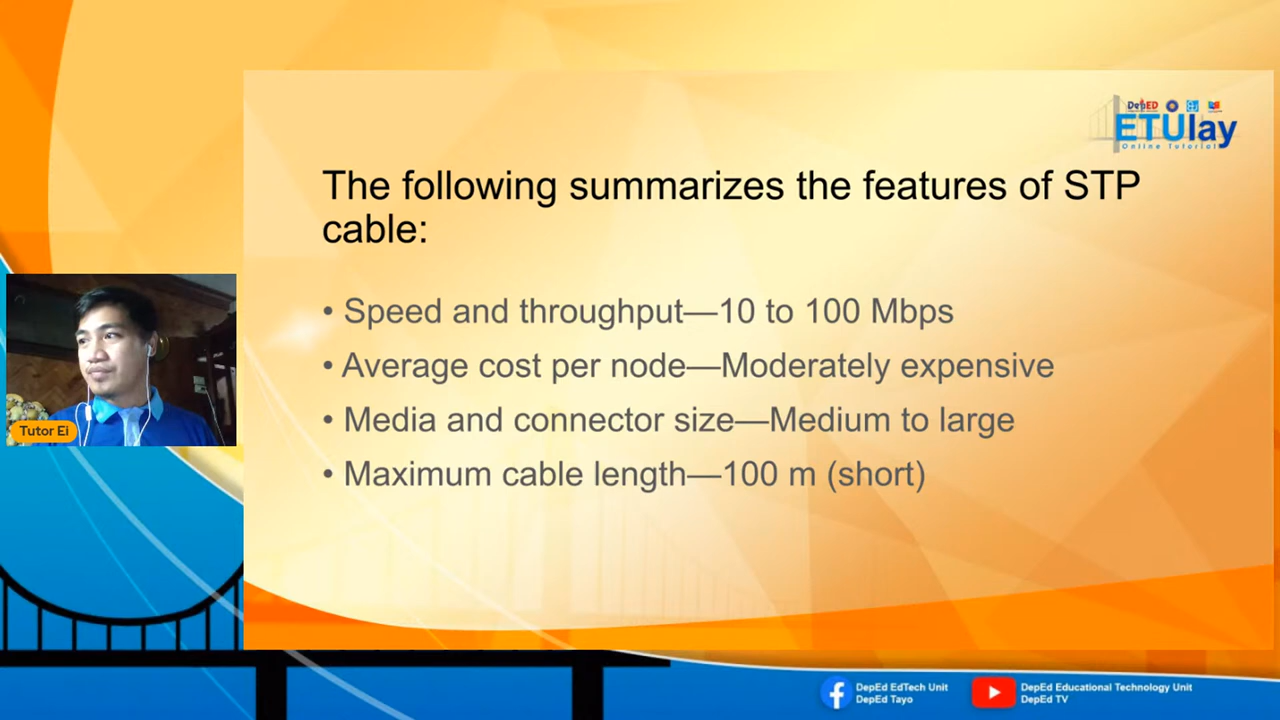 DepED
ETUlay
Online Tutorial
The following summarizes the features of STP
cable:
• Speed and throughput—10 to 100 Mbps
• Average cost per node—Moderately expensive
• Media and connector size—Medium to large
• Maximum cable length—100 m (short)
Tutor Ei
DepEd EdTech Unit
DepEd Tayo
DepEd Educational Technology Unit
DepEd TV